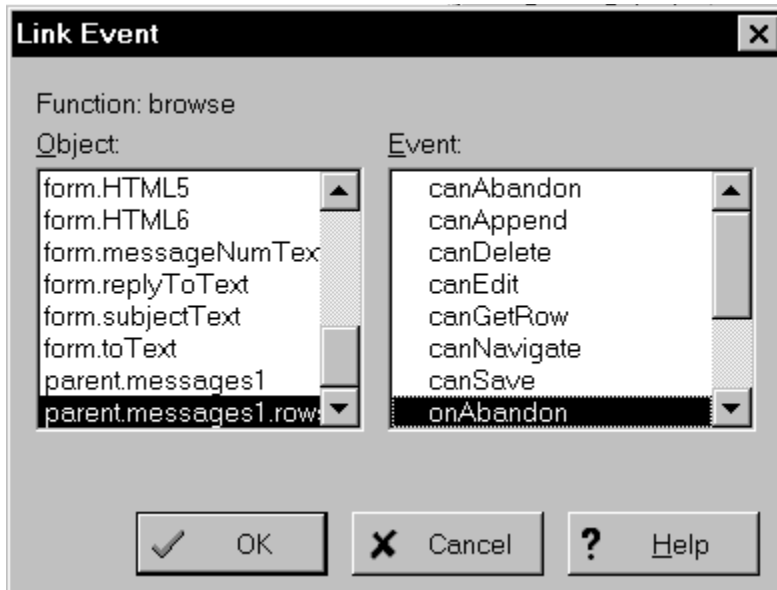 Link Event
Function: browse
Object:
form.HTML5
form.HTML6
form.messageNumTex
form.replyToText
form.subjectText
form.toText
parent.messages1
parent.messages1.rows
Event:
canAbandon
canAppend
canDelete
canEdit
canGetRow
canNavigate
canSave
onAbandon
OK
Cancel
? Help